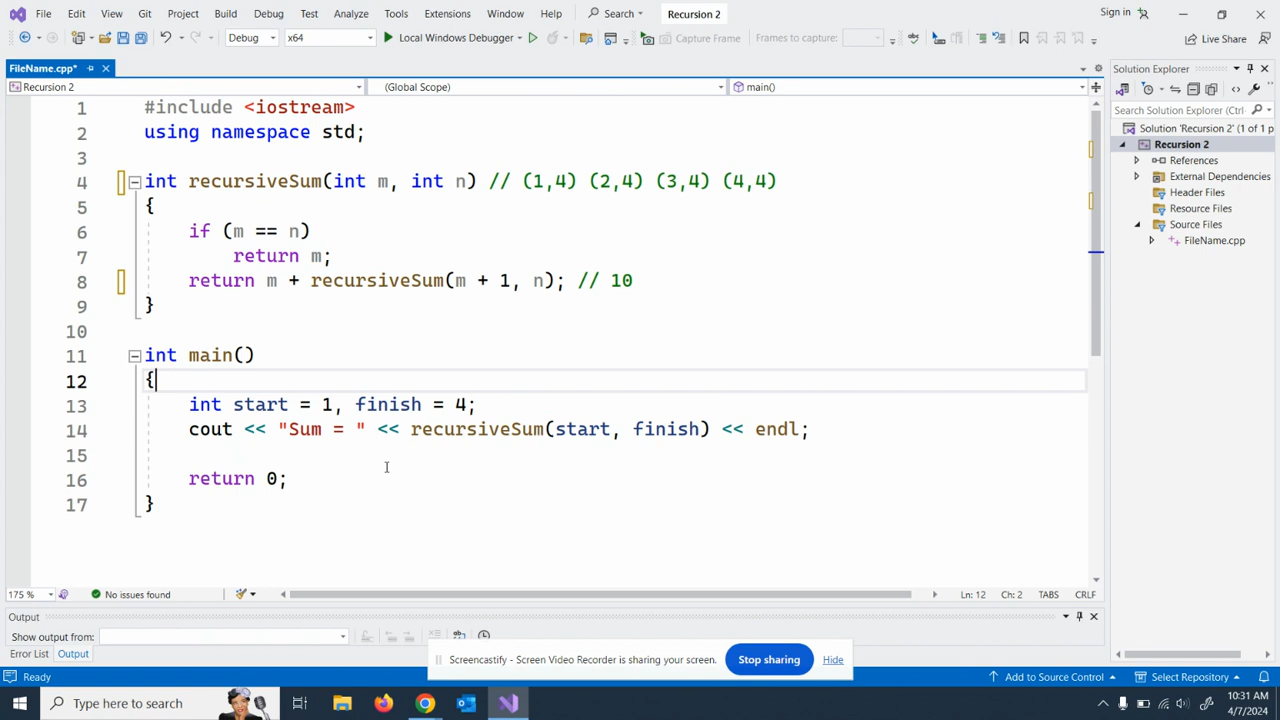 File Edit View Git Project Build Debug Test Analyze Tools Extensions Window Help Search Recursion 2 Sign in
Debug x64 Local Windows Debugger Capture Frame Frames to capture: Live Share
FileName.cpp*
Recursion 2 (Global Scope) main()
1 #include <iostream>
2 using namespace std;
3
4 int recursiveSum(int m, int n) // (1,4) (2,4) (3,4) (4,4)
5 {
6 if (m == n)
7 return m;
8 return m + recursiveSum(m + 1, n); // 10
9 }
10
11 int main()
12 {
13 int start = 1, finish = 4;
14 cout << "Sum = " << recursiveSum(start, finish) << endl;
15
16 return 0;
17 }
175 % No issues found Ln: 12 Ch: 2 TABS CRLF
Output
Show output from:
Error List Output
Screencastify - Screen Video Recorder is sharing your screen. Stop sharing Hide
Solution Explorer
Search Solution Explorer (Ctrl
Solution 'Recursion 2' (1 of 1 p
Recursion 2
References
External Dependencies
Header Files
Resource Files
Source Files
FileName.cpp
Ready Add to Source Control Select Repository
Type here to search
10:31 AM
4/7/2024